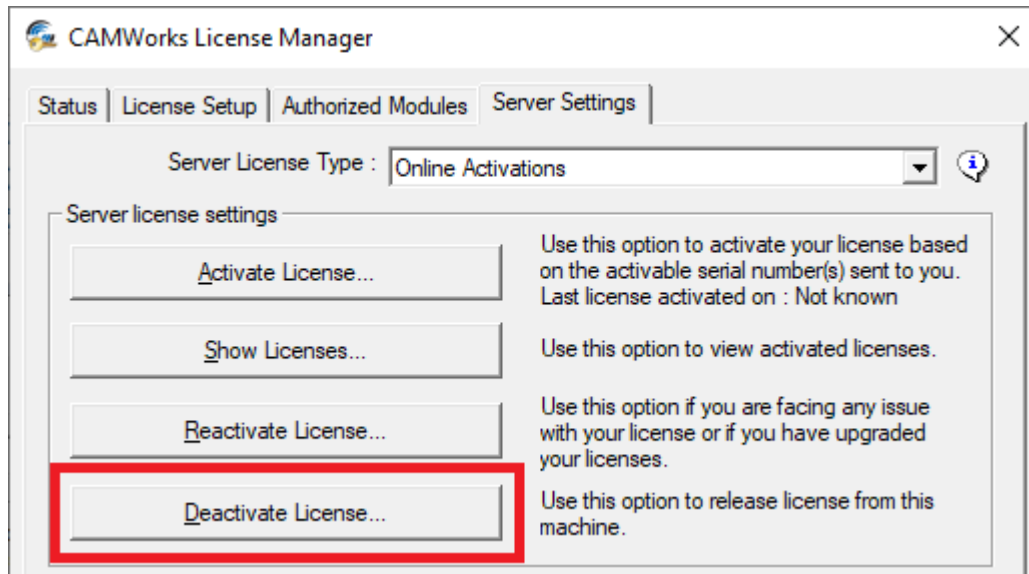 CAMWorks License Manager
Status License Setup Authorized Modules Server Settings
Server License Type : Online Activations
Server license settings
Activate License...
Use this option to activate your license based
on the activable serial number(s) sent to you.
Last license activated on : Not known
Show Licenses...
Use this option to view activated licenses.
Reactivate License...
Use this option if you are facing any issue
with your license or if you have upgraded
your licenses.
Deactivate License...
Use this option to release license from this
machine.